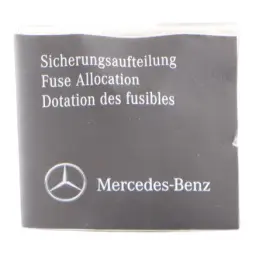 Sicherungsaufteilung
Fuse Allocation
Dotation des fusibles
Mercedes-Benz